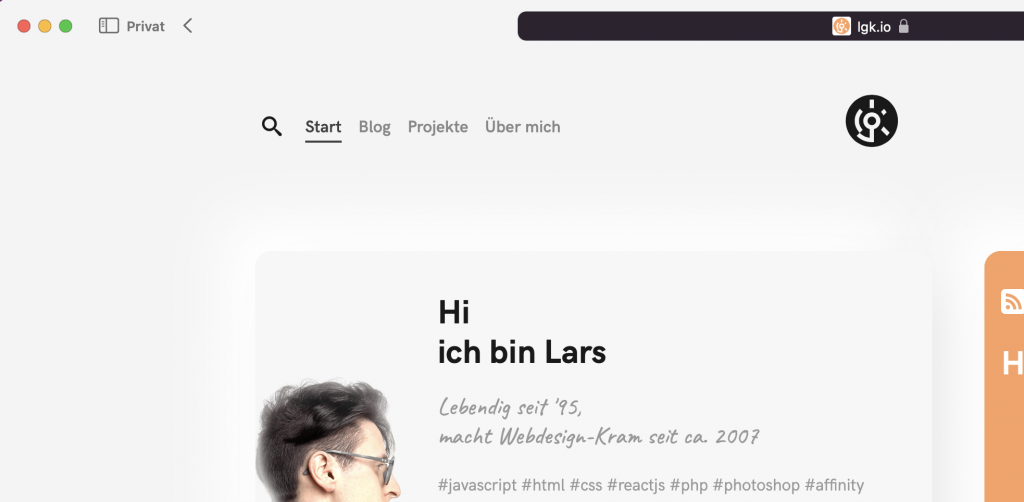 Privat
lgk.io
Start Blog Projekte Über mich
Hi
ich bin Lars
Lebendig seit '95,
macht Webdesign-Kram seit ca. 2007
#javascript #html #css #reactjs #php #photoshop #affinity
H